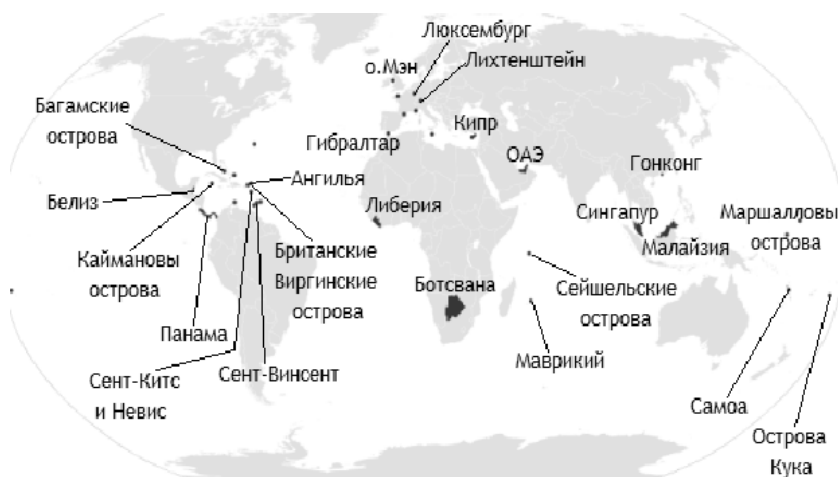 Люксембург
о.Мэн
Лихтенштейн
Багамские
острова
Гибралтар
Кипр
ОАЭ
Гонконг
Ангилья
Белиз
Либерия
Сингапур
Маршалловы
острова
Малайзия
Каймановы
острова
Британские
Виргинские
острова
Ботсвана
Сейшельские
острова
Панама
Маврикий
Сент-Китс
и Невис
Сент-Винсент
Самоа
Острова
Кука